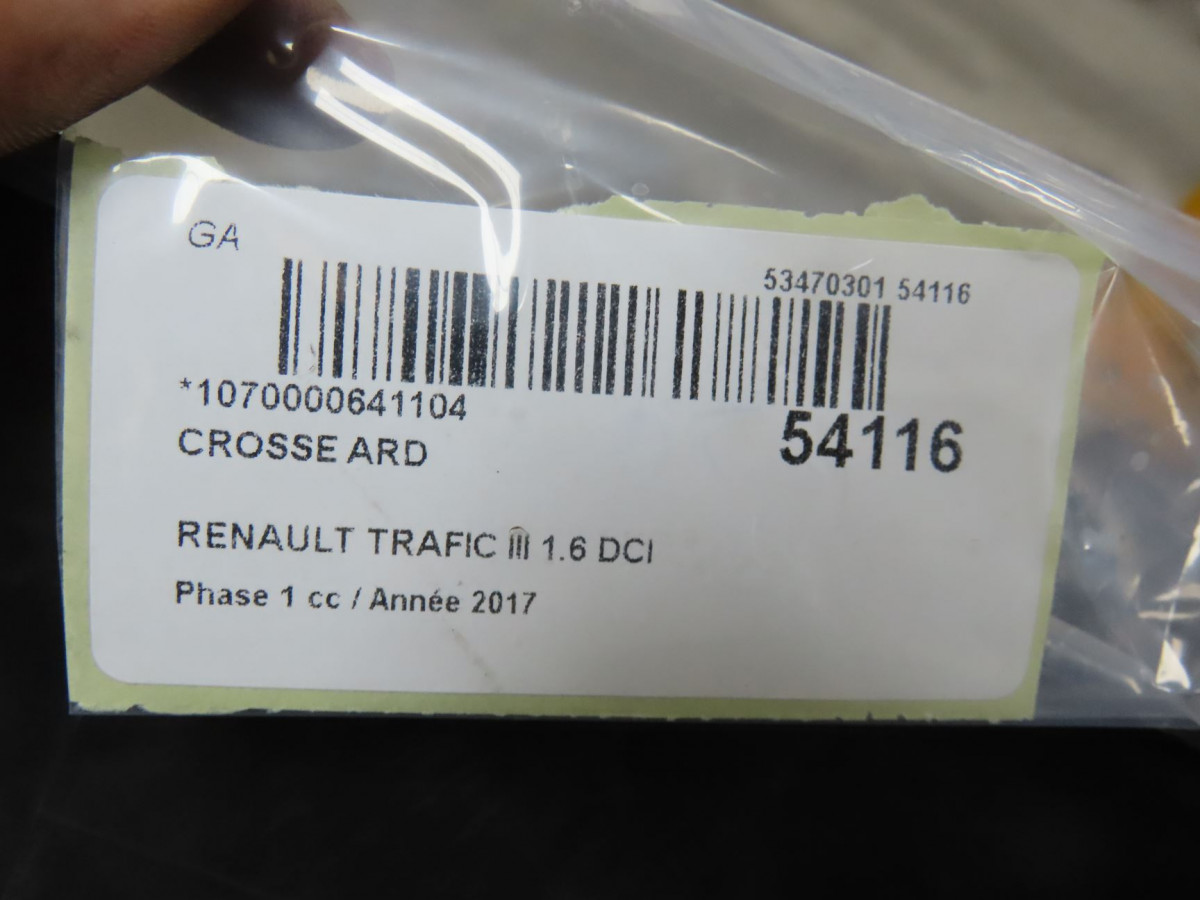 GA
53470301 54116
*1070000641104
54116
CROSSE ARD
RENAULT TRAFIC III 1.6 DCI
Phase 1 cc / Année 2017